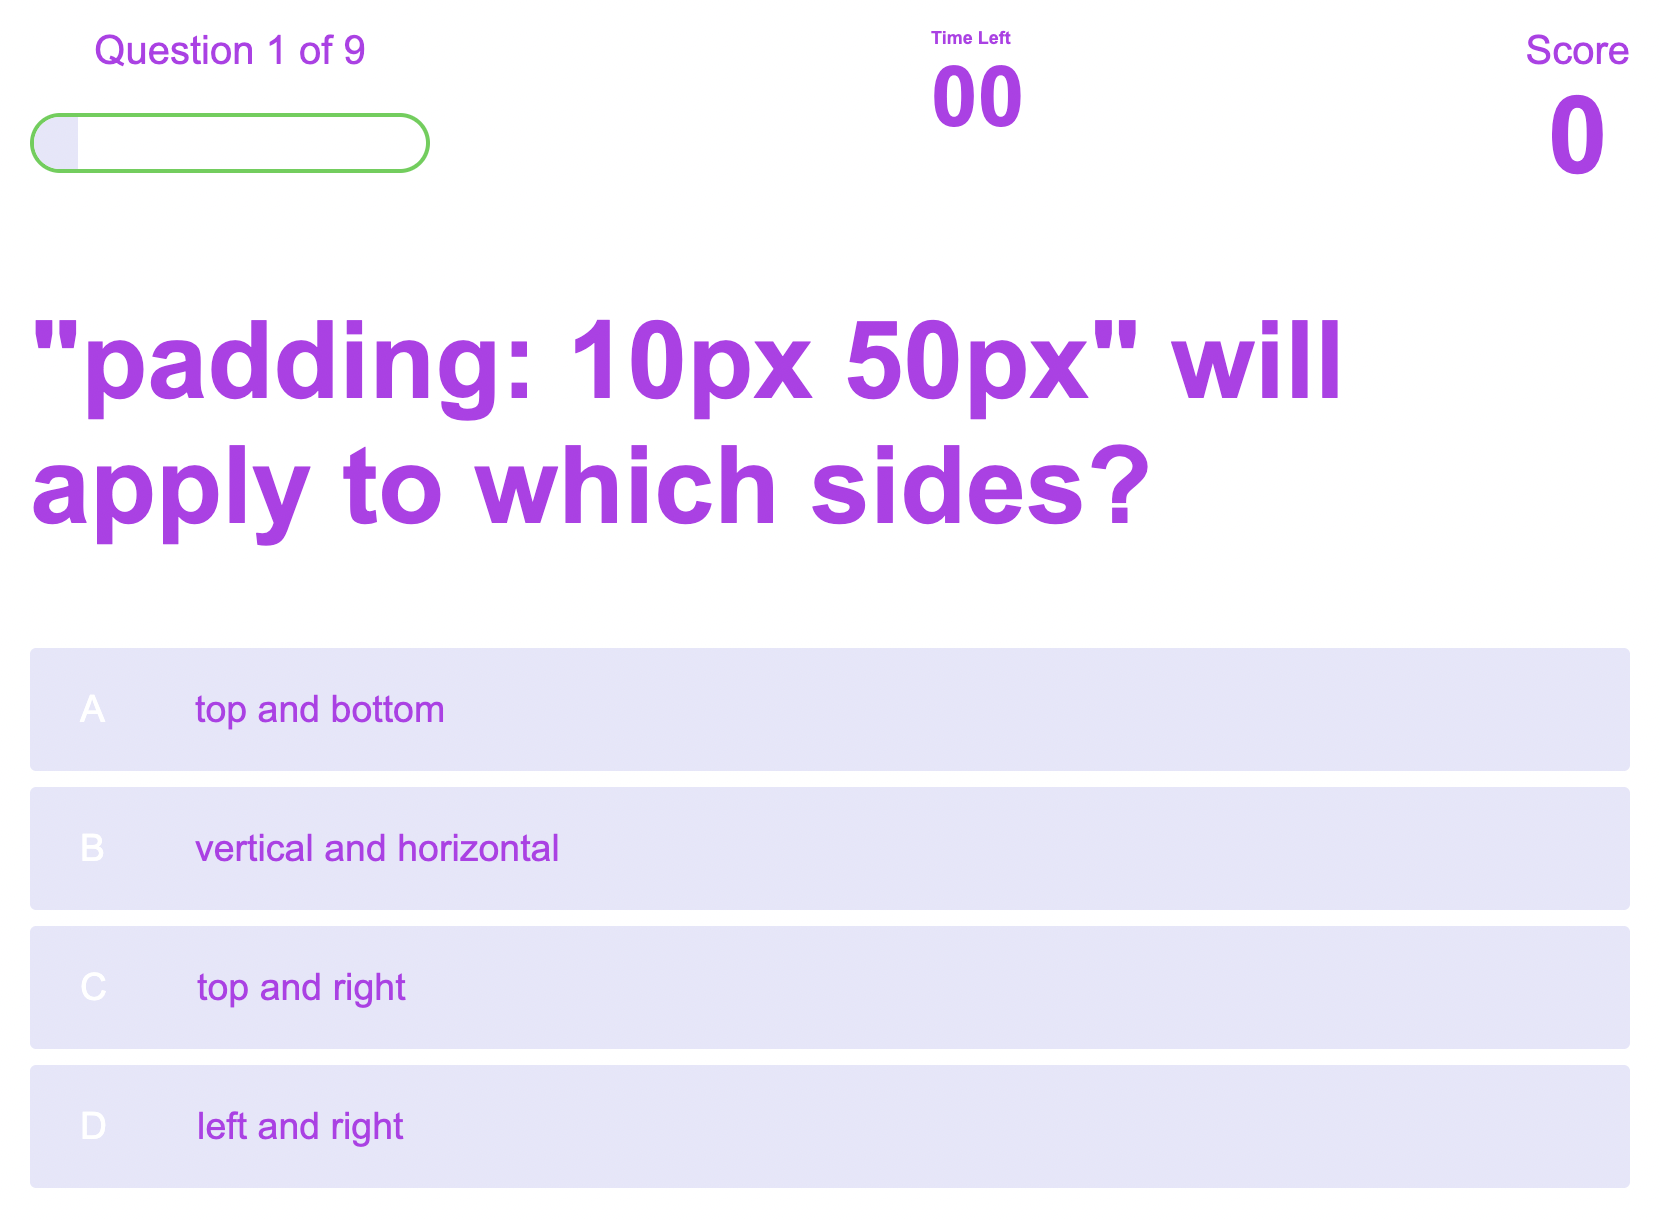 Question 1 of 9
Time Left
00
Score
0
"padding: 10px 50px" will
apply to which sides?
A top and bottom
B vertical and horizontal
C top and right
D left and right